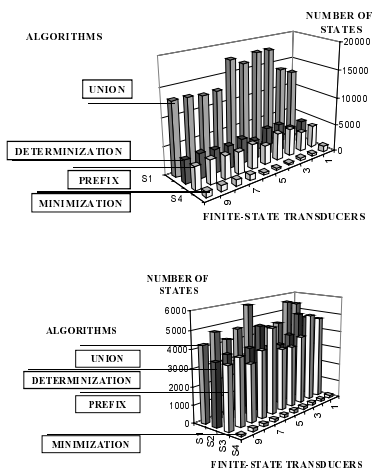 NUMBER OF
STATES
ALGORITHMS
20000
15000
10000
5000
0
UNION
DETERMINIZATION
PREFIX
MINIMIZATION
S1
S4
9
7
5
3
1
FINITE-STATE TRANSDUCERS
NUMBER OF
STATES
6000
5000
4000
3000
2000
1000
0
ALGORITHMS
UNION
DETERMINIZATION
PREFIX
MINIMIZATION
S1
S2
S3
S4
9
7
5
3
1
FINITE-STATE TRANSDUCERS